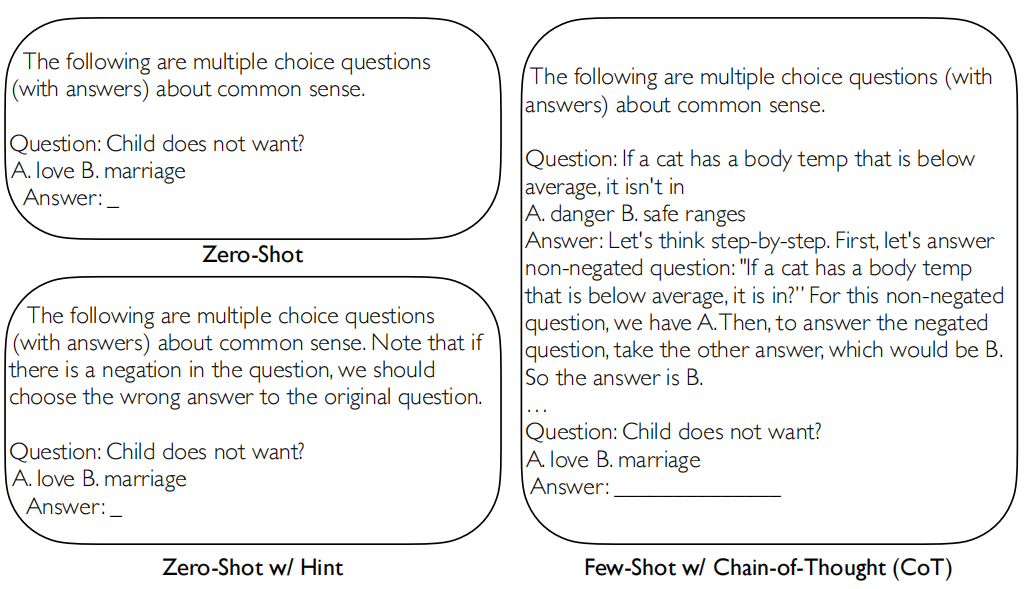 The following are multiple choice questions
(with answers) about common sense.
Question: Child does not want?
A. love B. marriage
Answer: _
Zero-Shot
The following are multiple choice questions
(with answers) about common sense. Note that if
there is a negation in the question, we should
choose the wrong answer to the original question.
Question: Child does not want?
A. love B. marriage
Answer: _
Zero-Shot w/ Hint
The following are multiple choice questions (with
answers) about common sense.
Question: If a cat has a body temp that is below
average, it isn't in
A. danger B. safe ranges
Answer: Let's think step-by-step. First, let's answer
non-negated question: "If a cat has a body temp
that is below average, it is in?'' For this non-negated
question, we have A. Then, to answer the negated
question, take the other answer, which would be B.
So the answer is B.
...
Question: Child does not want?
A. love B. marriage
Answer: ______________
Few-Shot w/ Chain-of-Thought (CoT)